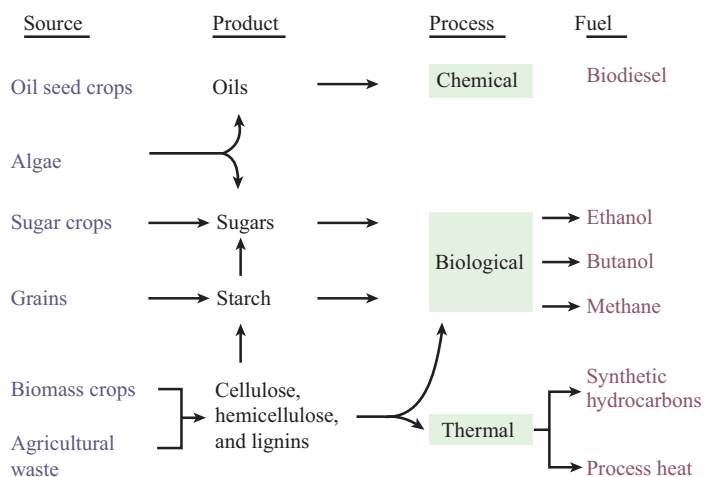 Source Product Process Fuel
Oil seed crops Oils Chemical Biodiesel
Algae
Sugar crops Sugars Ethanol
Biological Butanol
Grains Starch Methane
Biomass crops Cellulose, Synthetic
hemicellulose, hydrocarbons
Agricultural and lignins Thermal
waste Process heat